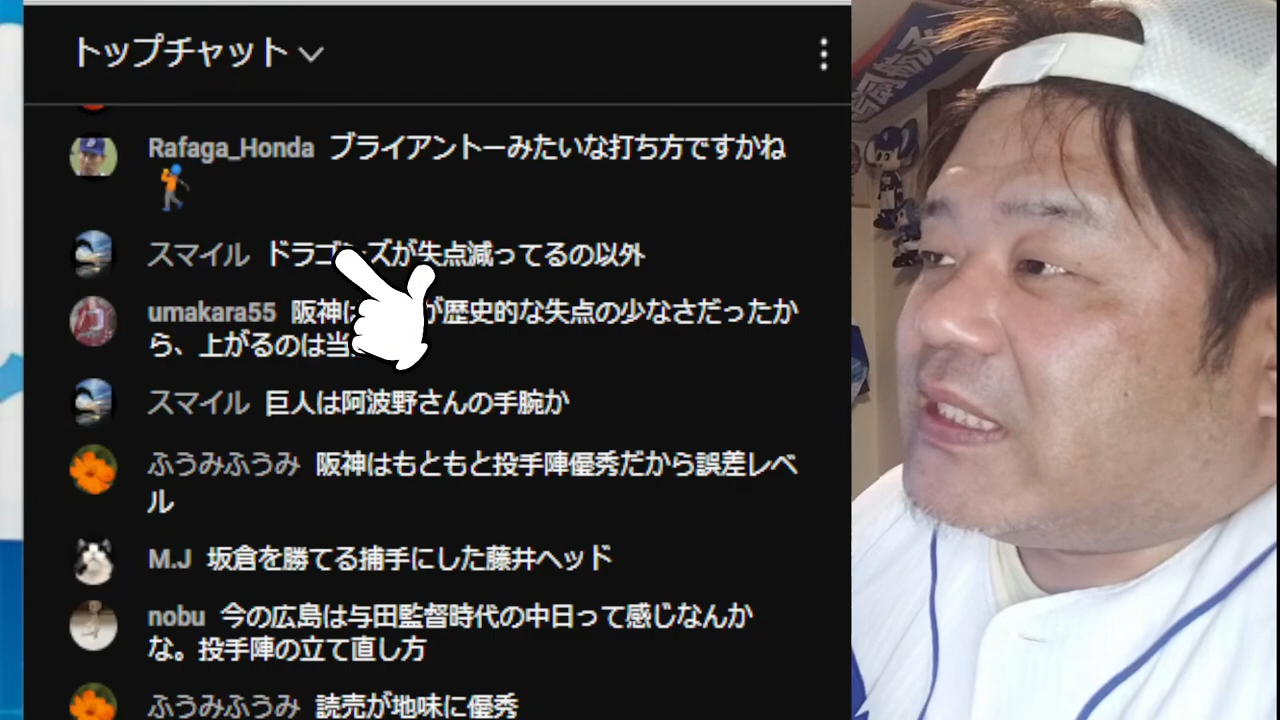 トップチャット
Rafaga_Honda ブライアントーみたいな打ち方ですかね
スマイル ドラゴンズが失点減ってるの以外
umakara55 阪神は が歴史的な失点の少なさだったか
ら、上がるのは当
スマイル 巨人は阿波野さんの手腕か
ふうみふうみ 阪神はもともと投手陣優秀だから誤差レベ
ル
M.J 坂倉を勝てる捕手にした藤井ヘッド
nobu 今の広島は与田監督時代の中日って感じなんか
な。投手陣の立て直し方
ふうみふうみ 読売が地味に優秀